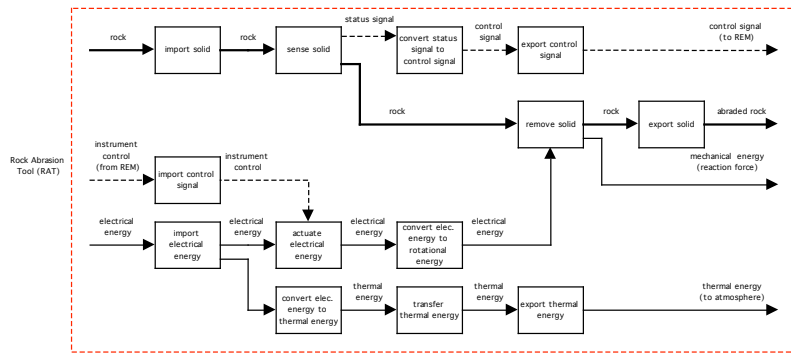 status signal
control
signal
control signal
(to REM)
rock
import solid
rock
sense solid
convert status
signal to control
signal
export control
signal
rock
remove solid
rock
export solid
abraded rock
mechanical energy
(reaction force)
Rock Abrasion
Tool (RAT)
instrument
control
(from REM)
import control
signal
instrument
control
electrical
energy
import
electrical
energy
electrical
energy
actuate
electrical
energy
electrical
energy
convert elec.
energy to
rotational
energy
electrical
energy
convert elec.
energy to
thermal energy
thermal
energy
transfer
thermal energy
thermal
energy
export thermal
energy
thermal energy
(to atmosphere)